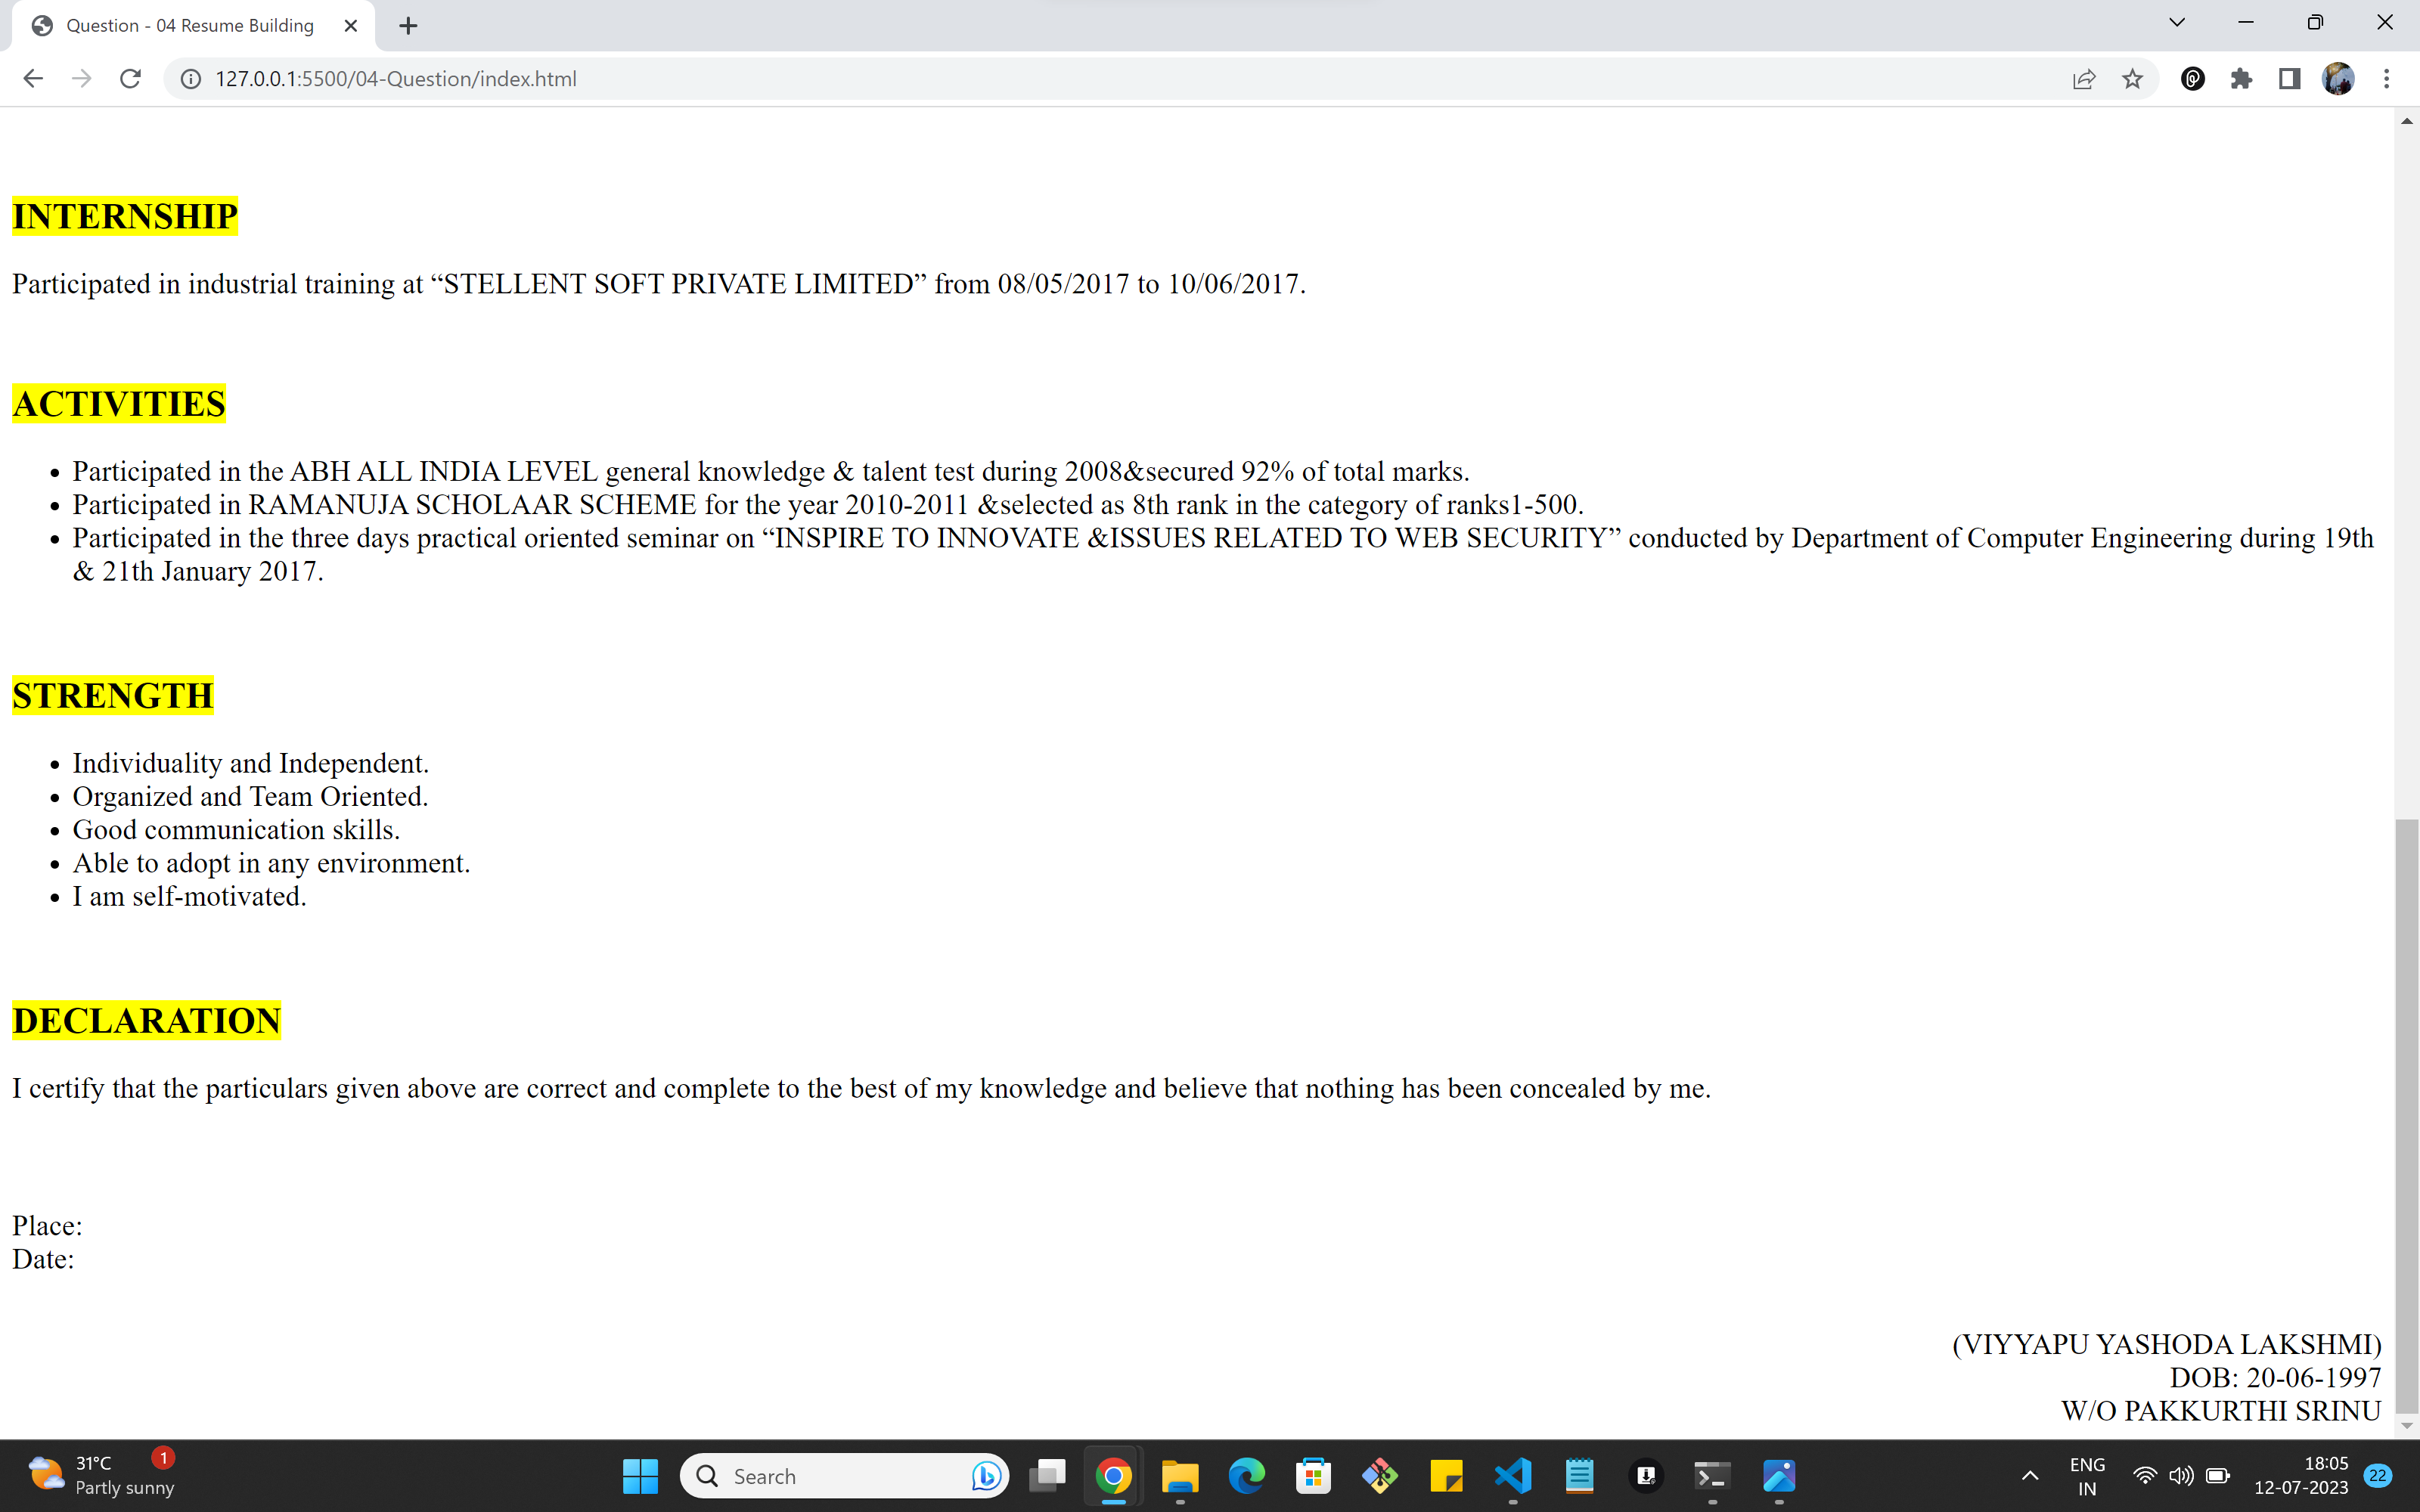 Question - 04 Resume Building
127.0.0.1:5500/04-Question/index.html
INTERNSHIP
Participated in industrial training at “STELLENT SOFT PRIVATE LIMITED” from 08/05/2017 to 10/06/2017.
ACTIVITIES
• Participated in the ABH ALL INDIA LEVEL general knowledge & talent test during 2008&secured 92% of total marks.
• Participated in RAMANUJA SCHOLAAR SCHEME for the year 2010-2011 &selected as 8th rank in the category of ranks1-500.
• Participated in the three days practical oriented seminar on “INSPIRE TO INNOVATE &ISSUES RELATED TO WEB SECURITY” conducted by Department of Computer Engineering during 19th
& 21th January 2017.
STRENGTH
• Individuality and Independent.
• Organized and Team Oriented.
• Good communication skills.
• Able to adopt in any environment.
• I am self-motivated.
DECLARATION
I certify that the particulars given above are correct and complete to the best of my knowledge and believe that nothing has been concealed by me.
Place:
Date:
(VIYYAPU YASHODA LAKSHMI)
DOB: 20-06-1997
W/O PAKKURTHI SRINU
31°C
1
Partly sunny
Search
ENG
IN
18:05
12-07-2023
22